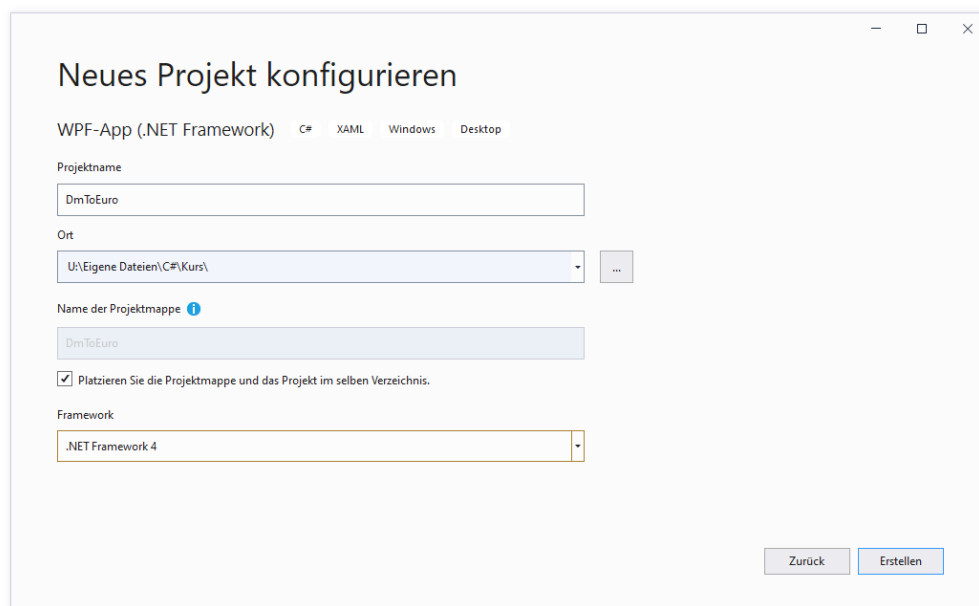 Neues Projekt konfigurieren
WPF-App (.NET Framework) C# XAML Windows Desktop
Projektname
DmToEuro
Ort
U:\Eigene Dateien\C#\Kurs\
...
Name der Projektmappe
DmToEuro
Platzieren Sie die Projektmappe und das Projekt im selben Verzeichnis.
Framework
.NET Framework 4
Zurück Erstellen